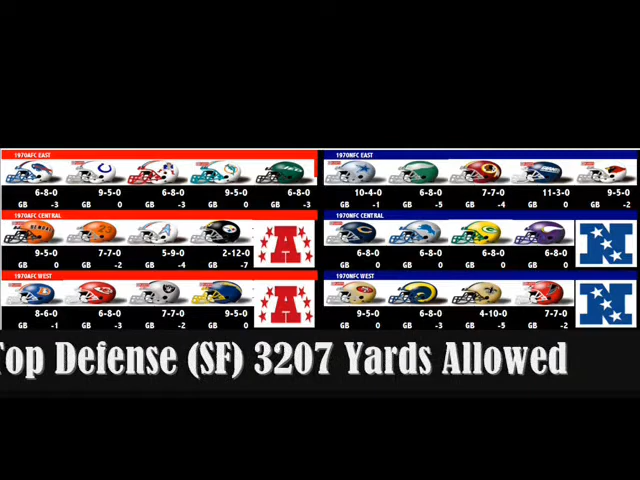 1970AFC EAST
6-8-0 9-5-0 6-8-0 9-5-0 6-8-0
GB -3 GB 0 GB -3 GB 0 GB -3
1970AFC CENTRAL
9-5-0 7-7-0 5-9-0 2-12-0
GB 0 GB -2 GB -4 GB -7
1970AFC WEST
8-6-0 6-8-0 7-7-0 9-5-0
GB -1 GB -3 GB -2 GB 0
1970NFC EAST
10-4-0 6-8-0 7-7-0 11-3-0 9-5-0
GB -1 GB -5 GB -4 GB 0 GB -2
1970NFC CENTRAL
6-8-0 6-8-0 6-8-0 6-8-0
GB 0 GB 0 GB 0 GB 0
1970NFC WEST
9-5-0 6-8-0 4-10-0 7-7-0
GB 0 GB -3 GB -5 GB -2
Top Defense (SF) 3207 Yards Allowed